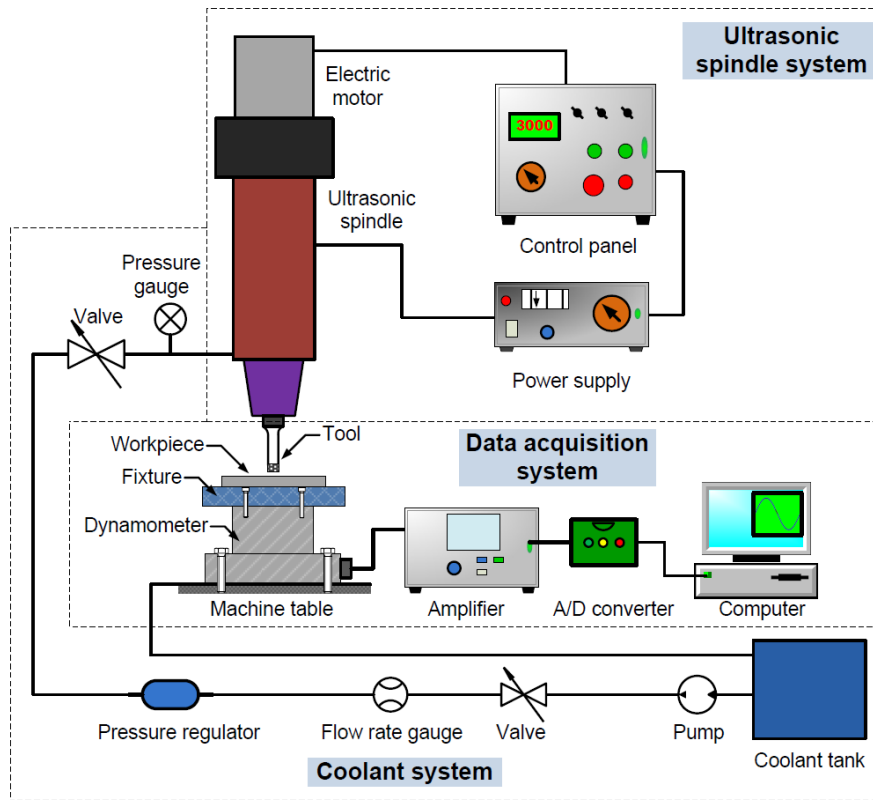 Ultrasonic
spindle system
Electric
motor
3000
Ultrasonic
spindle
Control panel
Pressure
gauge
Valve
Power supply
Workpiece
Tool
Data acquisition
system
Fixture
Dynamometer
Machine table
Amplifier
A/D converter
Computer
Pressure regulator
Flow rate gauge
Valve
Pump
Coolant tank
Coolant system